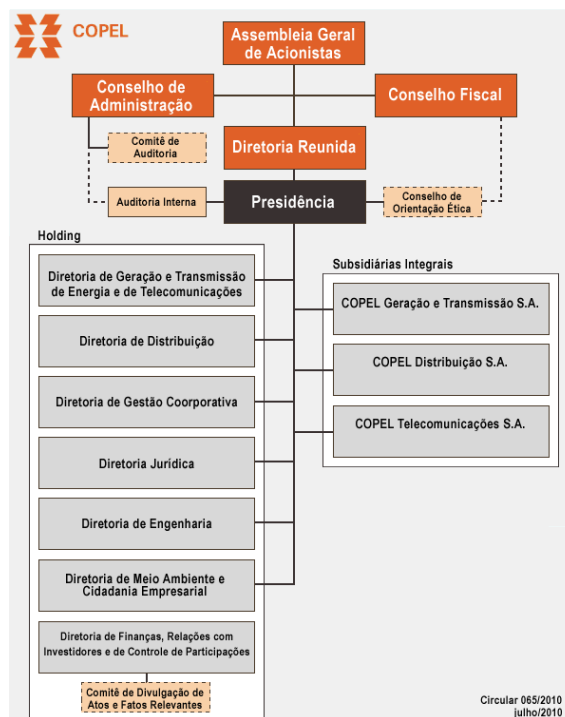 COPEL
Assembleia Geral
de Acionistas
Conselho de
Administração
Conselho Fiscal
Comitê de
Auditoria
Diretoria Reunida
Auditoria Interna
Presidência
Conselho de
Orientação Ética
Holding
Diretoria de Geração e Transmissão
de Energia e de Telecomunicações
Diretoria de Distribuição
Diretoria de Gestão Coorporativa
Diretoria Jurídica
Diretoria de Engenharia
Diretoria de Meio Ambiente e
Cidadania Empresarial
Diretoria de Finanças, Relações com
Investidores e de Controle de Participações
Comitê de Divulgação de
Atos e Fatos Relevantes
Subsidiárias Integrais
COPEL Geração e Transmissão S.A.
COPEL Distribuição S.A.
COPEL Telecomunicações S.A.
Circular 065/2010
julho/2010